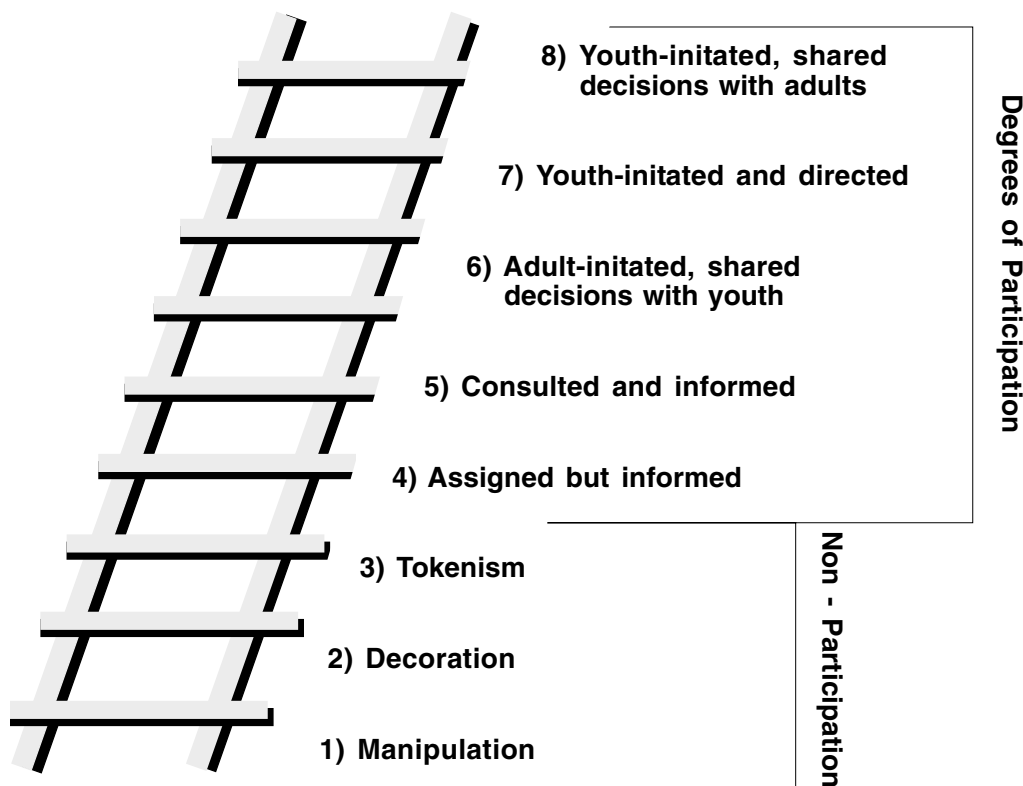 8) Youth-initated, shared
decisions with adults
7) Youth-initated and directed
6) Adult-initated, shared
decisions with youth
5) Consulted and informed
4) Assigned but informed
3) Tokenism
2) Decoration
1) Manipulation
Degrees of Participation
Non - Participation